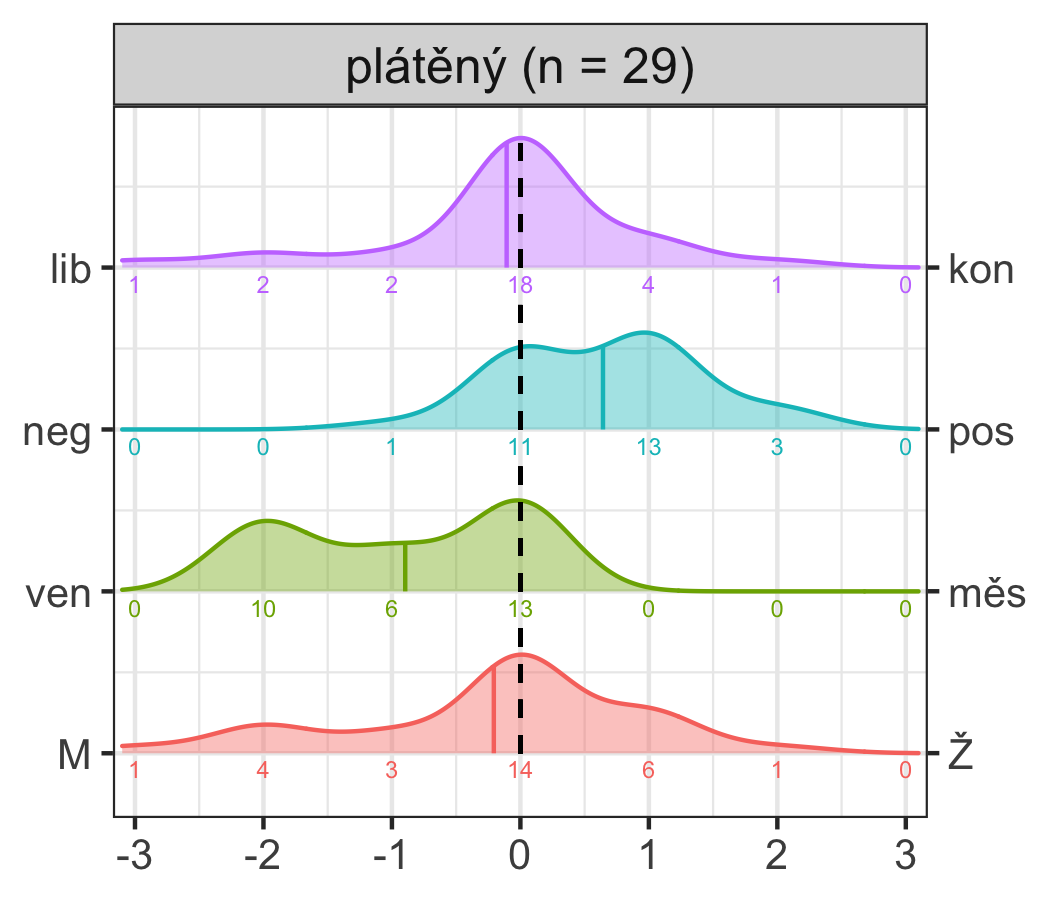 plátěný (n = 29)
lib kon
1 2 2 18 4 1 0
neg pos
0 0 1 11 13 3 0
ven měs
0 10 6 13 0 0 0
M Ž
1 4 3 14 6 1 0
-3 -2 -1 0 1 2 3